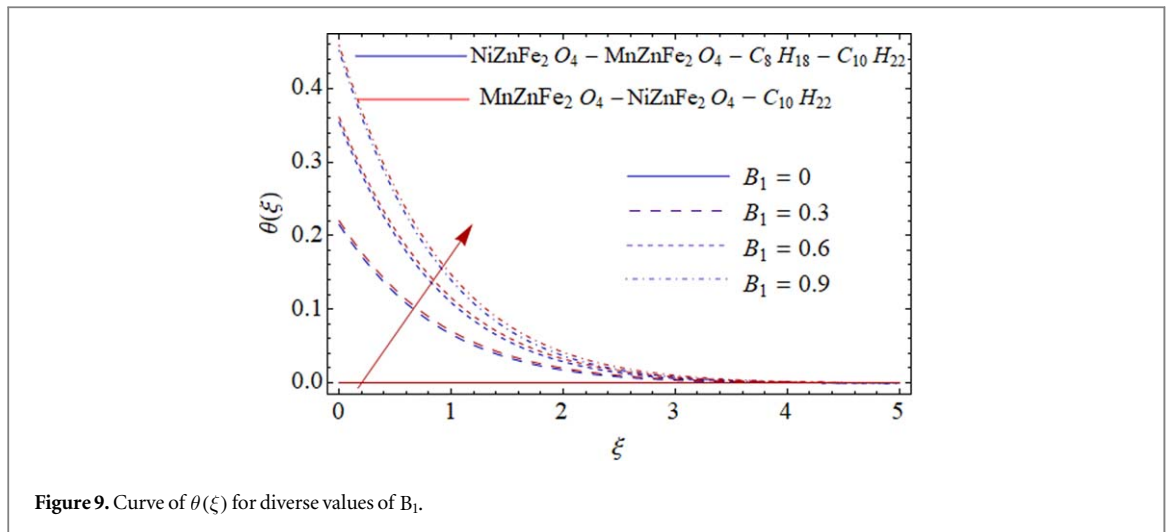 NiZnFe₂ O₄ – MnZnFe₂ O₄ – C₈ H₁₈ – C₁₀ H₂₂
MnZnFe₂ O₄ – NiZnFe₂ O₄ – C₁₀ H₂₂
0.4
0.3
0.2
0.1
0.0
θ(ξ)
B₁ = 0
B₁ = 0.3
B₁ = 0.6
B₁ = 0.9
0 1 2 3 4 5
ξ
Figure 9. Curve of θ(ξ) for diverse values of B₁.